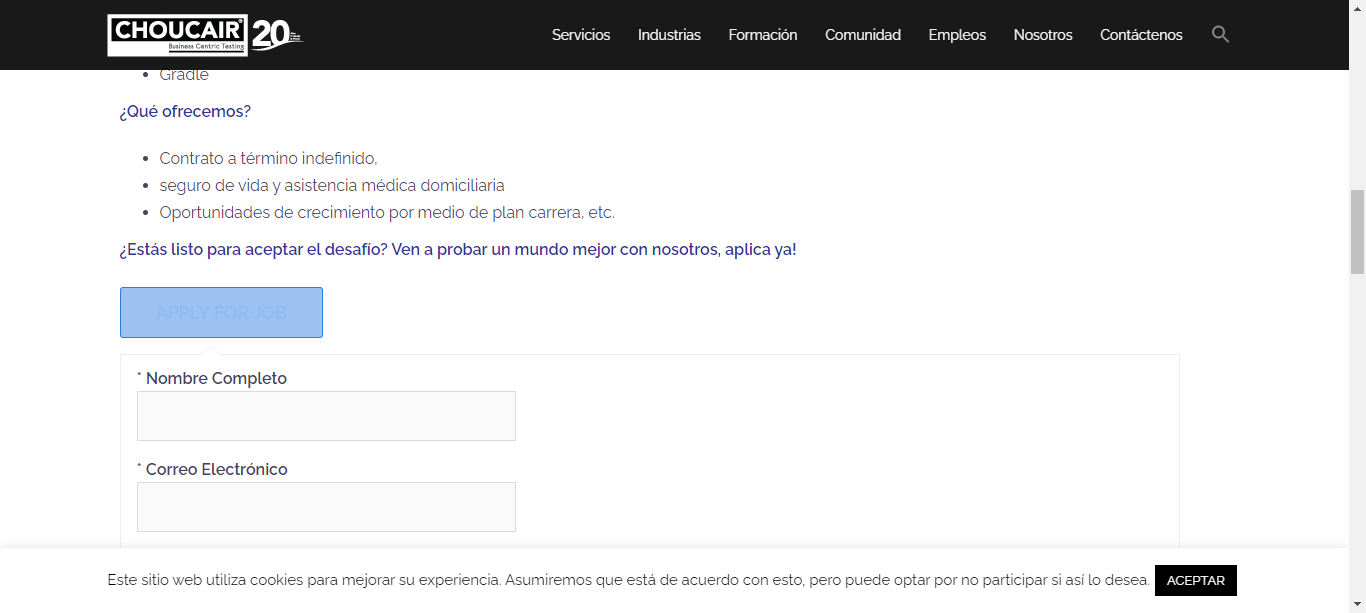 CHOUCAIR®
Business Centric Testing
20
Servicios
Industrias
Formación
Comunidad
Empleos
Nosotros
Contáctenos
Gradle
¿Qué ofrecemos?
Contrato a término indefinido,
seguro de vida y asistencia médica domiciliaria
Oportunidades de crecimiento por medio de plan carrera, etc.
¿Estás listo para aceptar el desafío? Ven a probar un mundo mejor con nosotros, aplica ya!
APPLY FOR JOB
* Nombre Completo
* Correo Electrónico
Este sitio web utiliza cookies para mejorar su experiencia. Asumiremos que está de acuerdo con esto, pero puede optar por no participar si así lo desea.
ACEPTAR